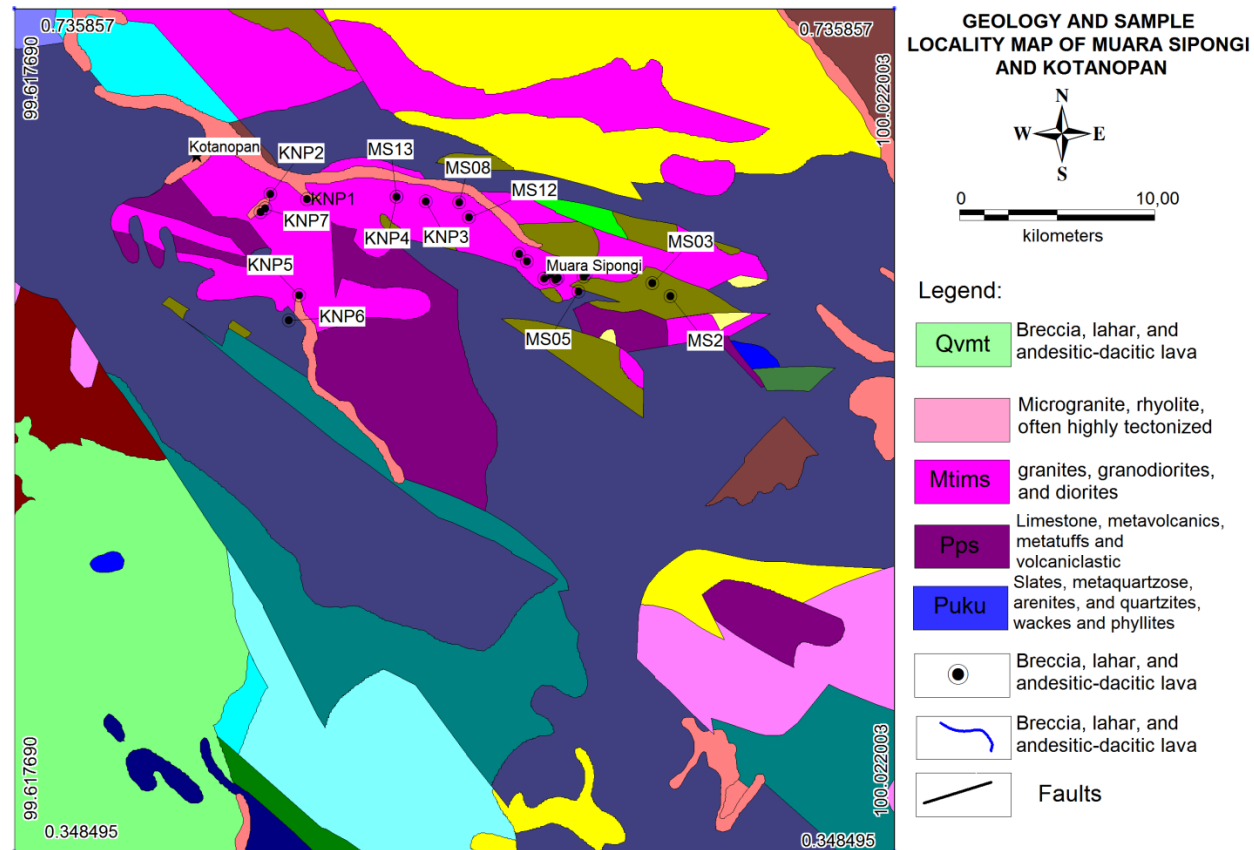 0.735857
0.735857
99.617690
100.022003
Kotanopan
KNP2
MS13
MS08
KNP1
MS12
KNP7
KNP4
KNP3
MS03
KNP5
Muara Sipongi
KNP6
MS05
MS2
99.617690
100.022003
0.348495
0.348495
GEOLOGY AND SAMPLE
LOCALITY MAP OF MUARA SIPONGI
AND KOTANOPAN
N
W
E
S
0
10,00
kilometers
Legend:
Qvmt
Breccia, lahar, and
andesitic-dacitic lava
Microgranite, rhyolite,
often highly tectonized
Mtims
granites, granodiorites,
and diorites
Pps
Limestone, metavolcanics,
metatuffs and
volcaniclastic
Puku
Slates, metaquartzose,
arenites, and quartzites,
wackes and phyllites
Breccia, lahar, and
andesitic-dacitic lava
Breccia, lahar, and
andesitic-dacitic lava
Faults